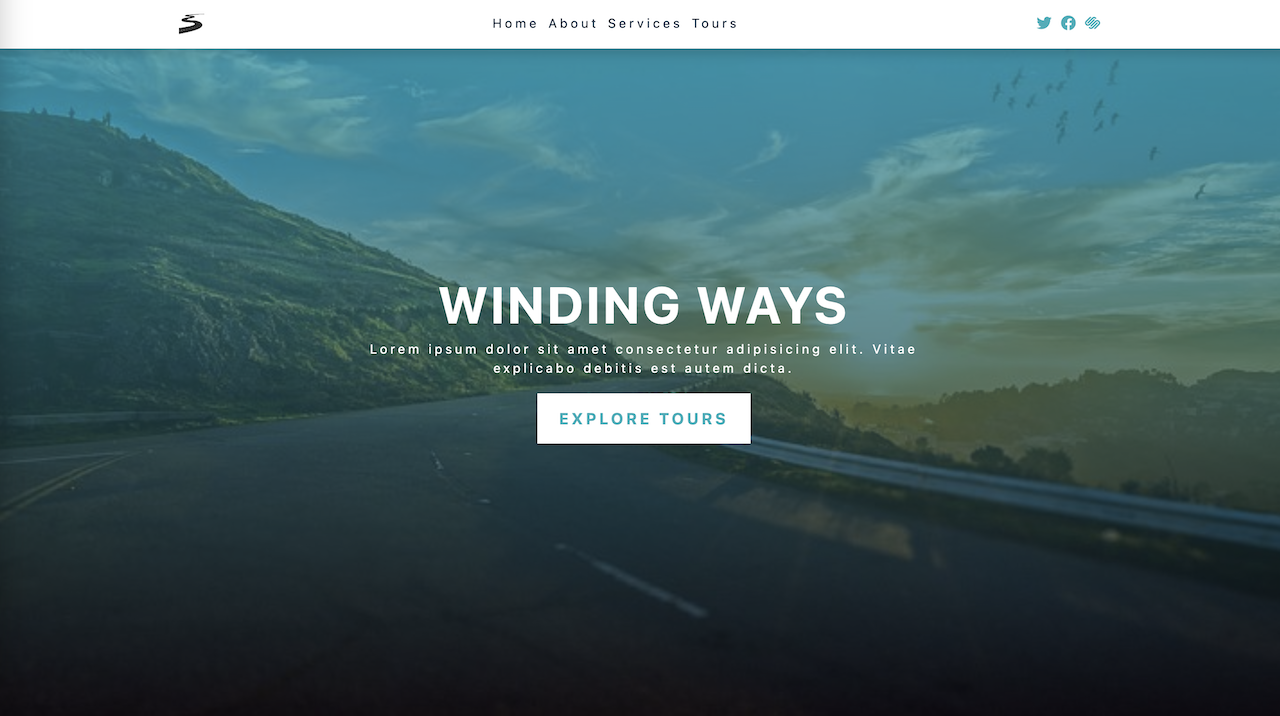 Home About Services Tours
WINDING WAYS
Lorem ipsum dolor sit amet consectetur adipisicing elit. Vitae
explicabo debitis est autem dicta.
EXPLORE TOURS